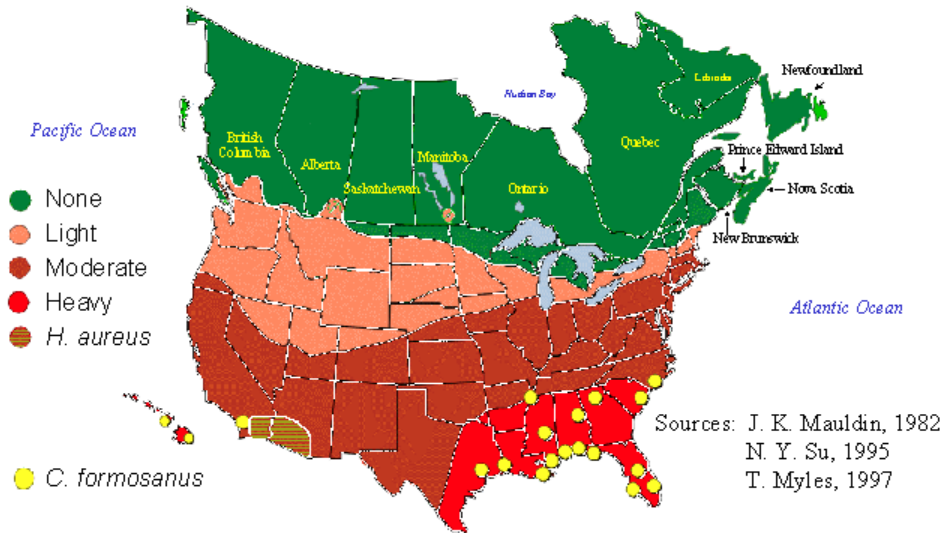 Pacific Ocean
None
Light
Moderate
Heavy
H. aureus
C. formosanus
British
Columbia
Alberta
Saskatchewan
Manitoba
Hudson Bay
Ontario
Quebec
Labrador
Newfoundland
Prince Edward Island
Nova Scotia
New Brunswick
Atlantic Ocean
Sources: J. K. Mauldin, 1982
N. Y. Su, 1995
T. Myles, 1997